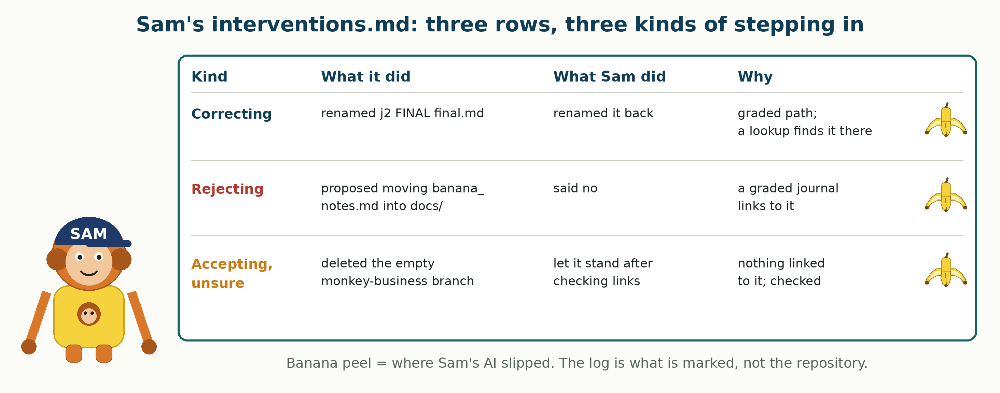 Sam's interventions.md: three rows, three kinds of stepping in
Kind What it did What Sam did Why
Correcting renamed j2 FINAL final.md renamed it back graded path;
a lookup finds it there
Rejecting proposed moving banana_ said no a graded journal
notes.md into docs/ links to it
Accepting, deleted the empty let it stand after nothing linked
unsure monkey-business branch checking links to it; checked
SAM
Banana peel = where Sam's AI slipped. The log is what is marked, not the repository.